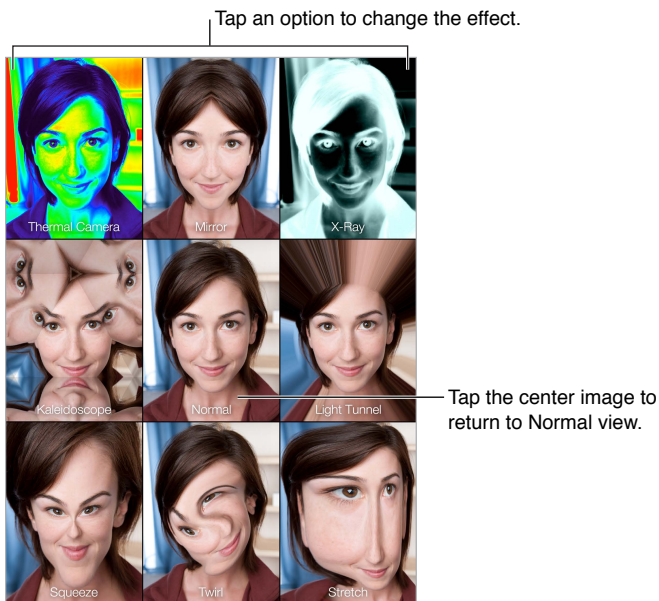 Tap an option to change the effect.
Thermal Camera
Mirror
X-Ray
Kaleidoscope
Normal
Light Tunnel
Tap the center image to
return to Normal view.
Squeeze
Twirl
Stretch